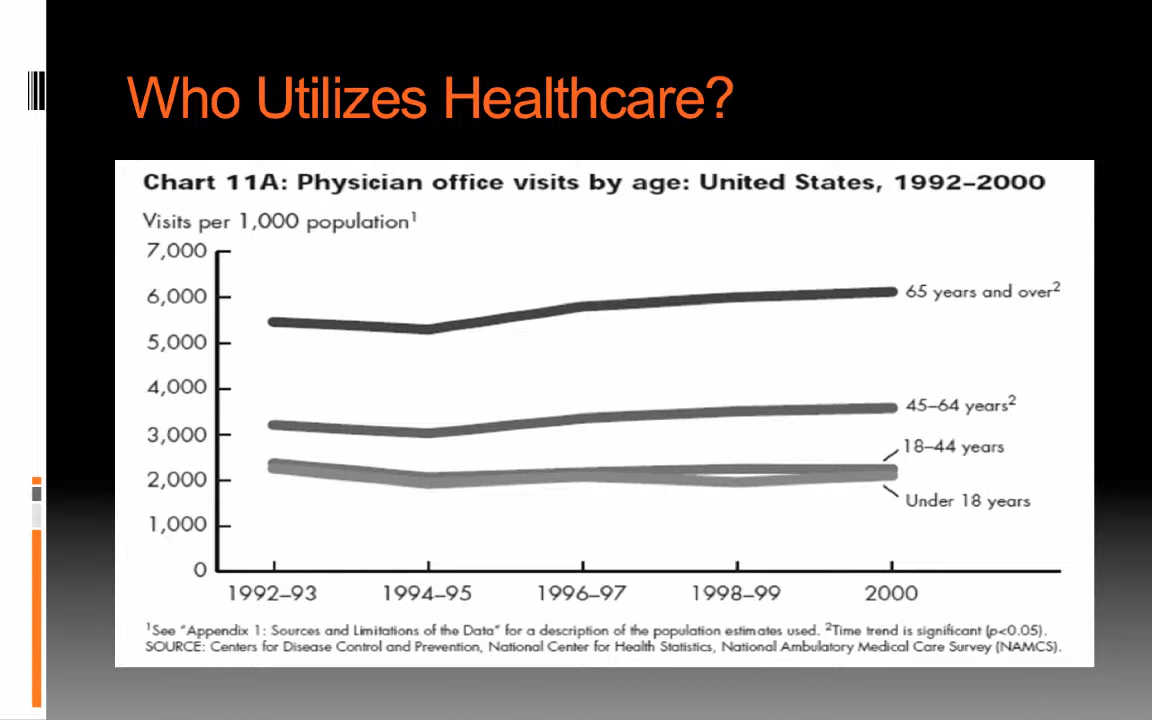 Who Utilizes Healthcare?
Chart 11A: Physician office visits by age: United States, 1992–2000
Visits per 1,000 population¹
7,000
6,000
5,000
4,000
3,000
2,000
1,000
0
65 years and over²
45–64 years²
18–44 years
Under 18 years
1992–93 1994–95 1996–97 1998–99 2000
¹See "Appendix 1: Sources and Limitations of the Data" for a description of the population estimates used. ²Time trend is significant (p<0.05).
SOURCE: Centers for Disease Control and Prevention, National Center for Health Statistics, National Ambulatory Medical Care Survey (NAMCS).